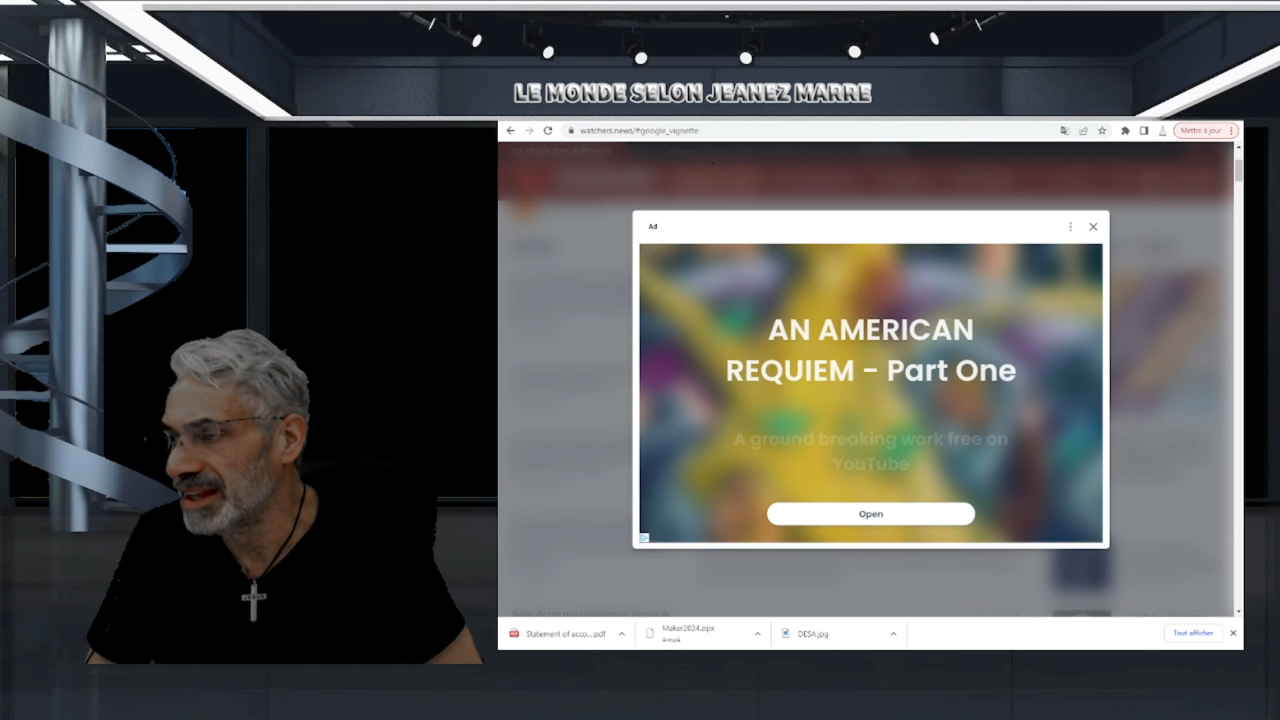 LE MONDE SELON JEANEZ MARRE
watchers.news/#google_vignette
Mettre à jour
Ad
AN AMERICAN
REQUIEM - Part One
A ground breaking work free on
YouTube
Open
JESUS
Statement of acco...pdf
Maker2024.zipx
Annulé
DESA.jpg
Tout afficher